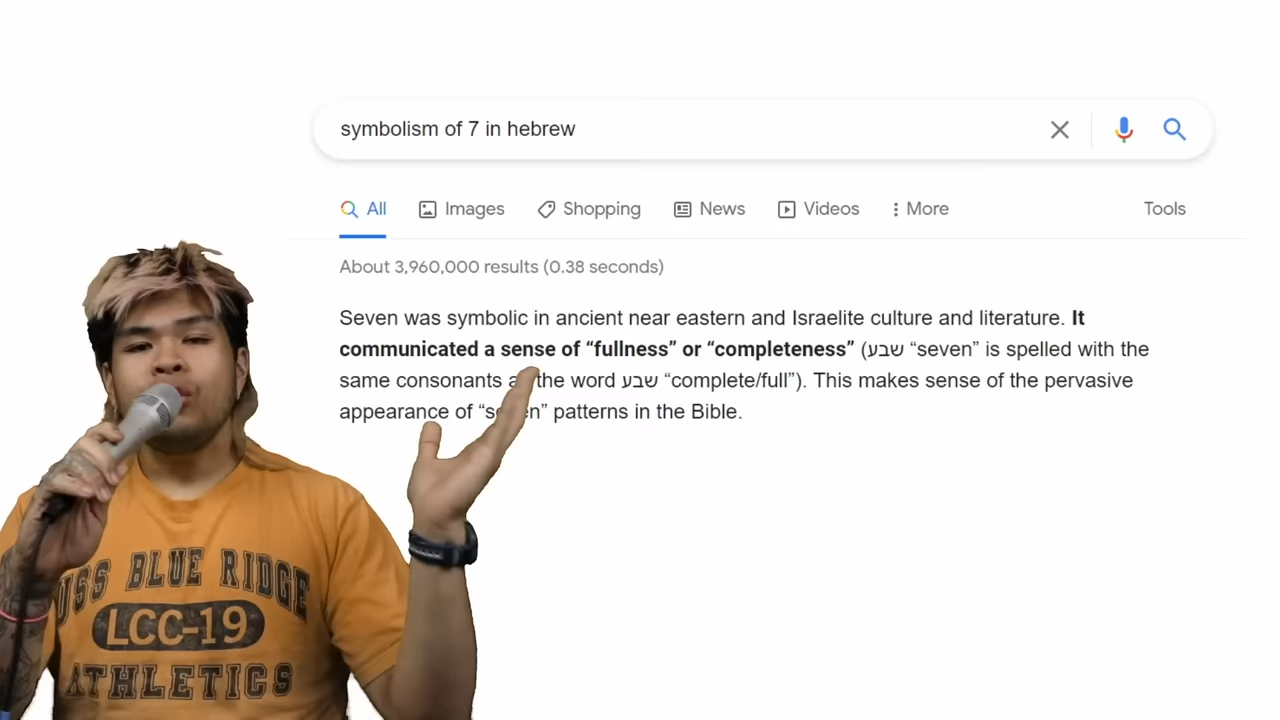 symbolism of 7 in hebrew
All Images Shopping News Videos More Tools
About 3,960,000 results (0.38 seconds)
Seven was symbolic in ancient near eastern and Israelite culture and literature. It
communicated a sense of “fullness” or “completeness” (שבע “seven” is spelled with the
same consonants the word שבע “complete/full”). This makes sense of the pervasive
appearance of patterns in the Bible.
USS BLUE RIDGE
LCC-19
ATHLETICS